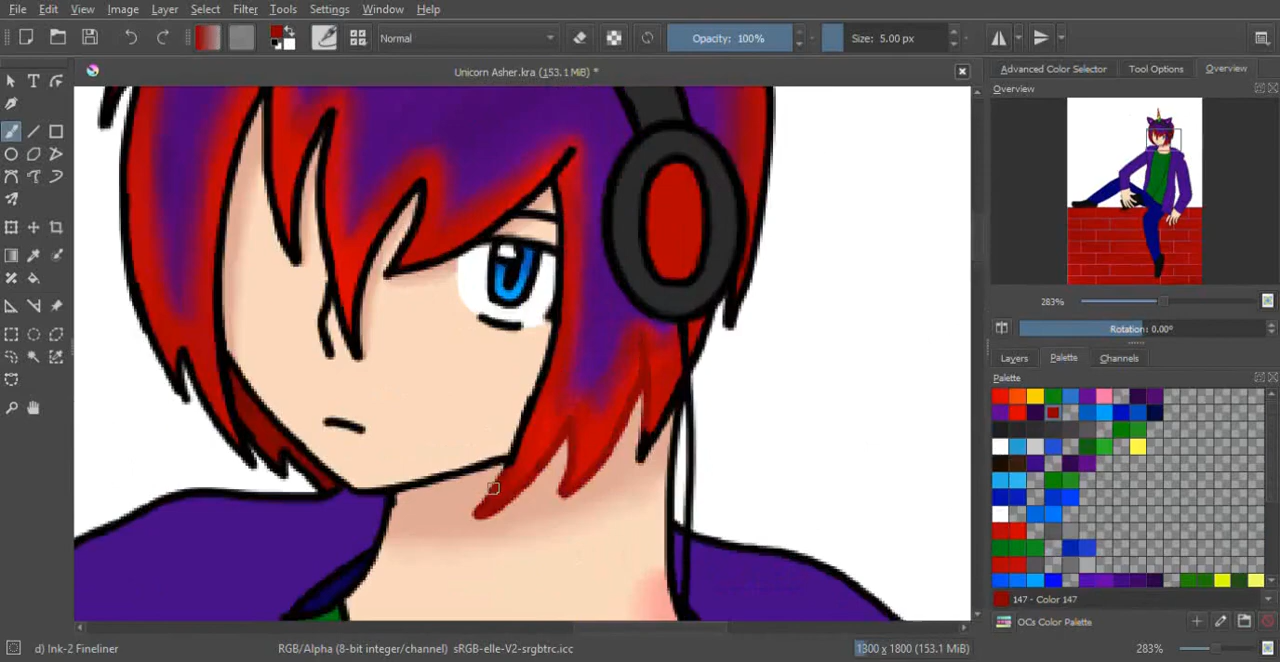 File Edit View Image Layer Select Filter Tools Settings Window Help
Normal Opacity: 100% Size: 5.00 px
Unicorn Asher.kra (153.1 MiB) *
Advanced Color Selector Tool Options Overview
Overview
283%
Rotation: 0.00°
Layers Palette Channels
Palette
147 - Color 147
OCs Color Palette
d) Ink-2 Fineliner RGB/Alpha (8-bit integer/channel) sRGB-elle-V2-srgbtrc.icc 1300 x 1800 (153.1 MiB) 283%